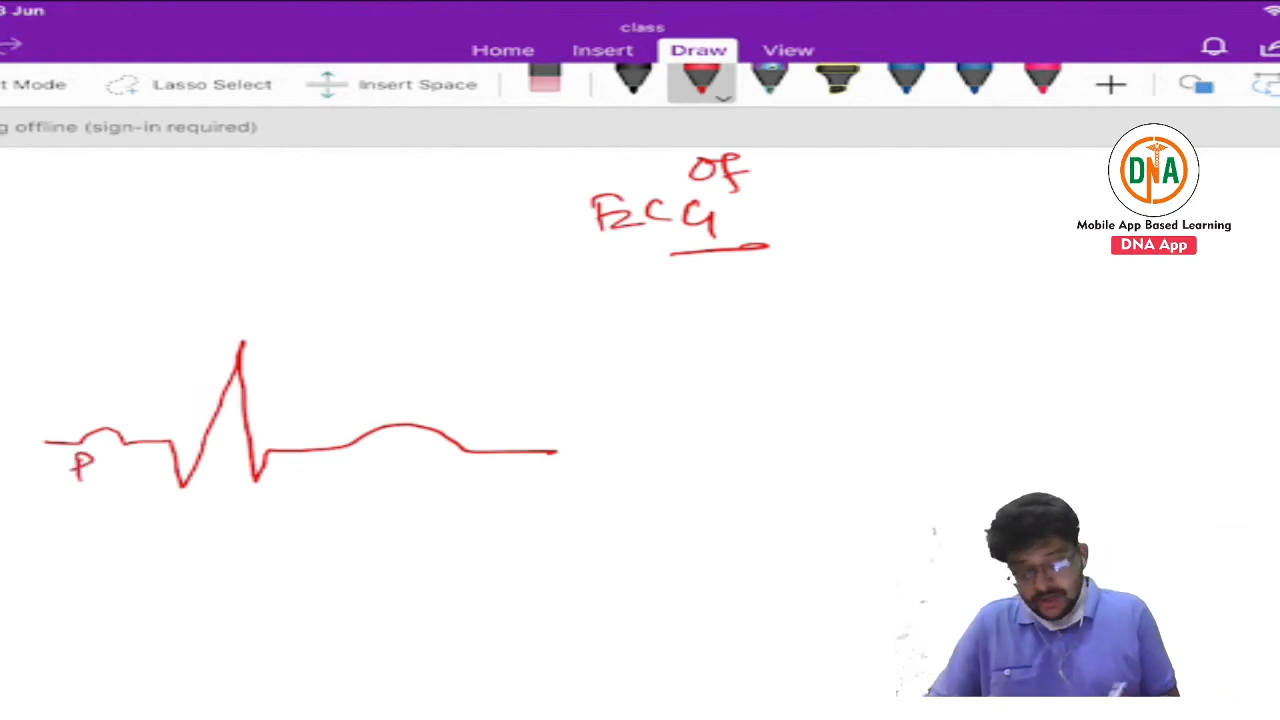 3 Jun
class
Home Insert Draw View
t Mode Lasso Select Insert Space
g offline (sign-in required)
DNA
Mobile App Based Learning
DNA App
of
ECG
P